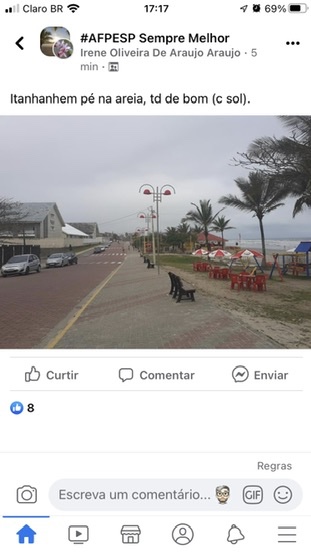 Claro BR
17:17
69%
#AFPESP Sempre Melhor
Irene Oliveira De Araujo Araujo · 5
min ·
Itanhanhem pé na areia, td de bom (c sol).
Curtir
Comentar
Enviar
8
Regras
Escreva um comentário...
GIF